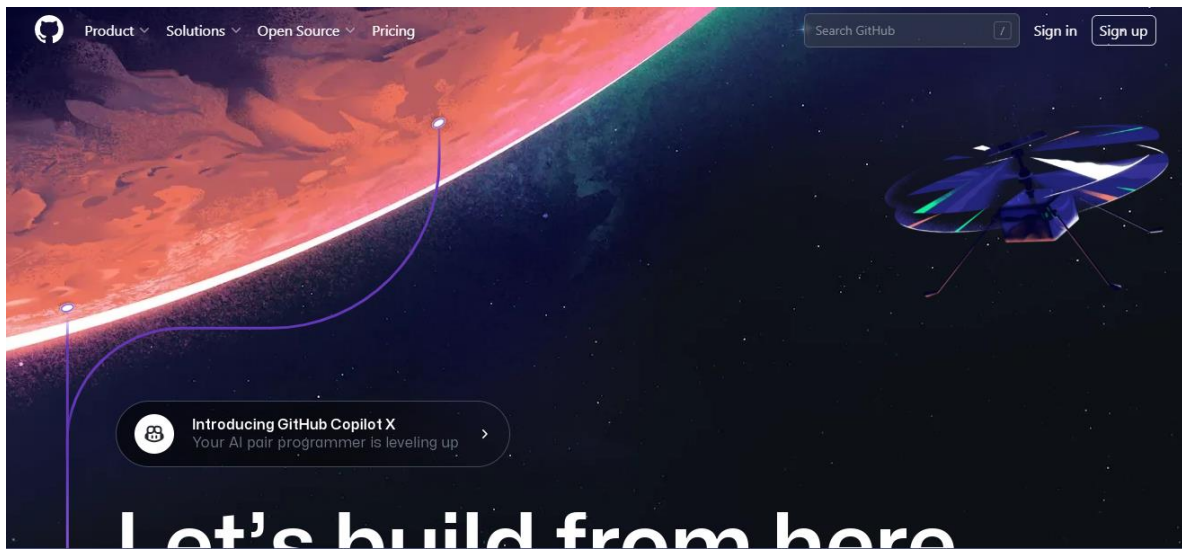 Product Solutions Open Source Pricing Search GitHub / Sign in Sign up
Introducing GitHub Copilot X
Your AI pair programmer is leveling up
Let's build from here